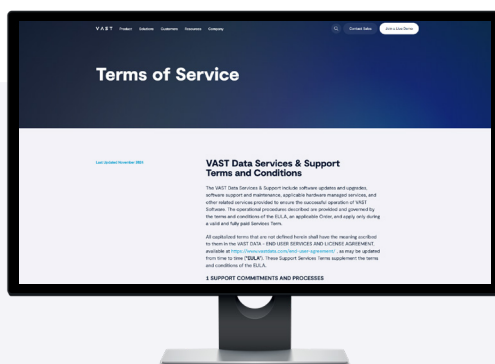 VAST Product Solutions Customers Resources Company
Contact Sales
Terms of Service
Last Updated November 2024
VAST Data Services & Support
Terms and Conditions
The VAST Data Services & Support include software updates and upgrades,
software support and maintenance, applicable hardware managed services, and
other related services provided to ensure the successful operation of VAST
Software. The operational procedures described are provided and governed by
the terms and conditions of the EULA, an applicable Order, and apply only during
a valid and fully paid Services Term.
All capitalized terms that are not defined herein shall have the meaning ascribed
to them in the VAST DATA - END USER SERVICES AND LICENSE AGREEMENT,
available at https://www.vastdata.com/end-user-agreement/ , as may be updated
from time to time ("EULA"). These Support Services Terms supplement the terms
and conditions of the EULA.
1 SUPPORT COMMITMENTS AND PROCESSES